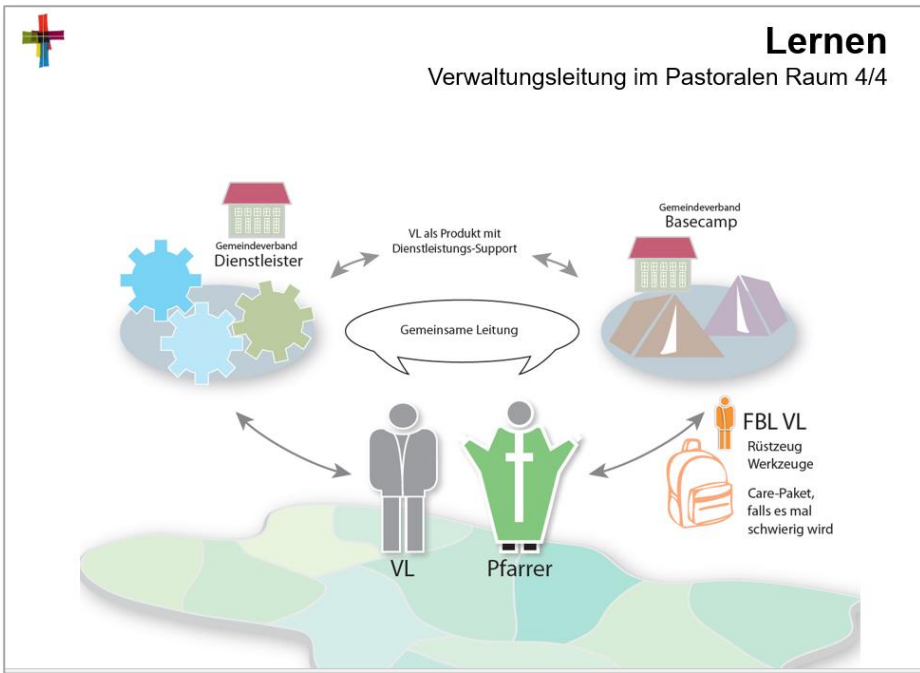 Lernen
Verwaltungsleitung im Pastoralen Raum 4/4
Gemeindeverband
Dienstleister
VL als Produkt mit
Dienstleistungs-Support
Gemeindeverband
Basecamp
Gemeinsame Leitung
FBL VL
Rüstzeug
Werkzeuge
Care-Paket,
falls es mal
schwierig wird
VL
Pfarrer